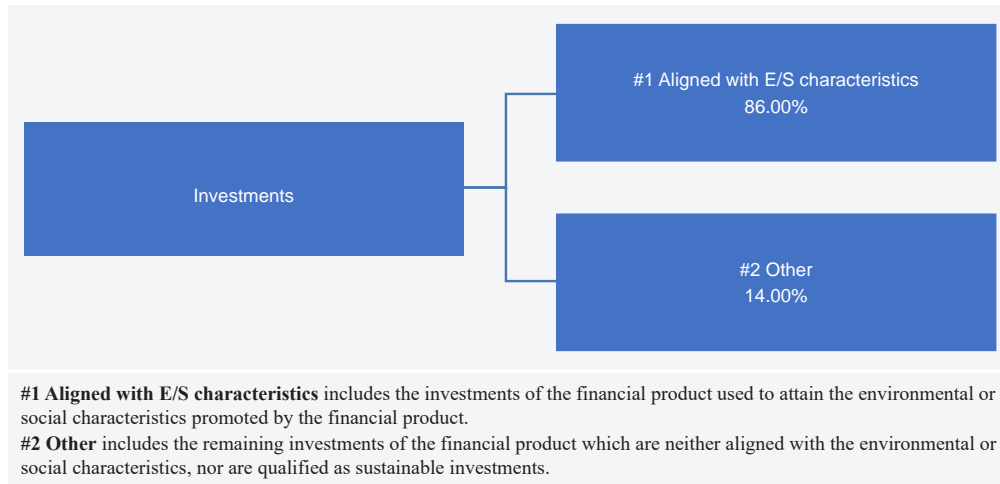 #1 Aligned with E/S characteristics
86.00%
Investments
#2 Other
14.00%
#1 Aligned with E/S characteristics includes the investments of the financial product used to attain the environmental or
social characteristics promoted by the financial product.
#2 Other includes the remaining investments of the financial product which are neither aligned with the environmental or
social characteristics, nor are qualified as sustainable investments.